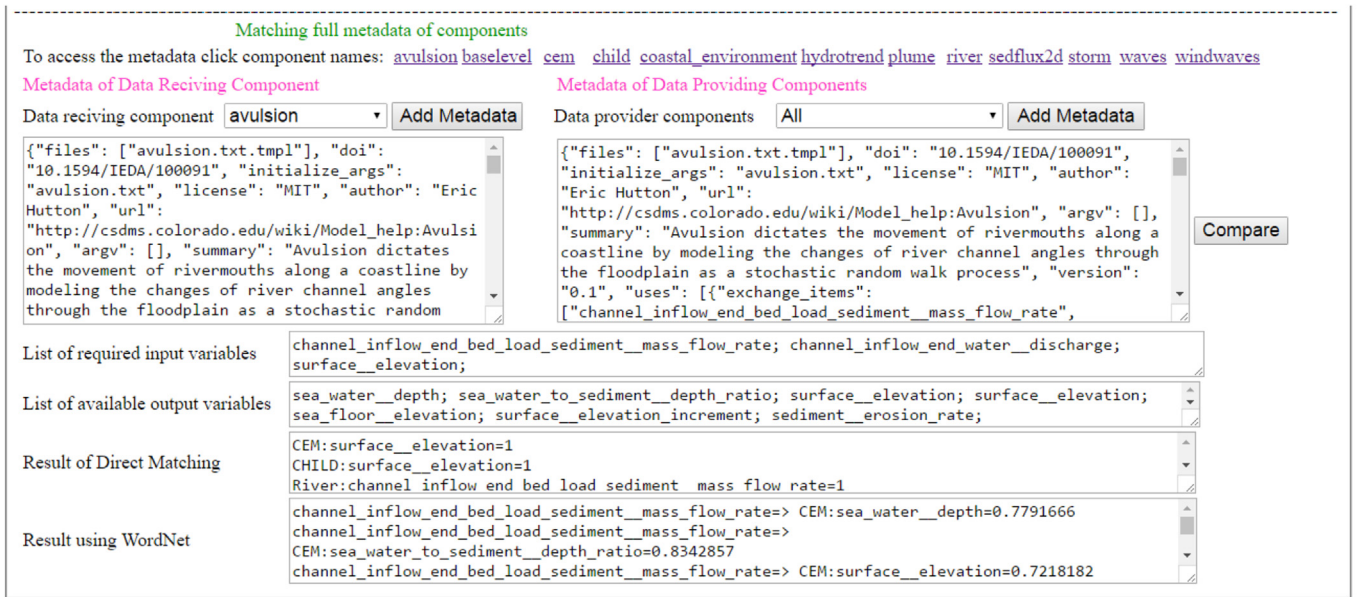 Matching full metadata of components
To access the metadata click component names: avulsion baselevel cem child coastal_environment hydrotrend plume river sedflux2d storm waves windwaves
Metadata of Data Reciving Component
Metadata of Data Providing Components
Data reciving component avulsion Add Metadata
Data provider components All Add Metadata
{"files": ["avulsion.txt.tmpl"], "doi":
"10.1594/IEDA/100091", "initialize_args":
"avulsion.txt", "license": "MIT", "author": "Eric
Hutton", "url":
"http://csdms.colorado.edu/wiki/Model_help:Avulsi
on", "argv": [], "summary": "Avulsion dictates
the movement of rivermouths along a coastline by
modeling the changes of river channel angles
through the floodplain as a stochastic random
{"files": ["avulsion.txt.tmpl"], "doi": "10.1594/IEDA/100091",
"initialize_args": "avulsion.txt", "license": "MIT", "author":
"Eric Hutton", "url":
"http://csdms.colorado.edu/wiki/Model_help:Avulsion", "argv": [],
"summary": "Avulsion dictates the movement of rivermouths along a
coastline by modeling the changes of river channel angles through
the floodplain as a stochastic random walk process", "version":
"0.1", "uses": [{"exchange_items":
["channel_inflow_end_bed_load_sediment__mass_flow_rate",
Compare
List of required input variables
channel_inflow_end_bed_load_sediment__mass_flow_rate; channel_inflow_end_water__discharge;
surface__elevation;
List of available output variables
sea_water__depth; sea_water_to_sediment__depth_ratio; surface__elevation; surface__elevation;
sea_floor__elevation; surface__elevation_increment; sediment__erosion_rate;
Result of Direct Matching
CEM:surface__elevation=1
CHILD:surface__elevation=1
River:channel_inflow_end_bed_load_sediment__mass_flow_rate=1
Result using WordNet
channel_inflow_end_bed_load_sediment__mass_flow_rate=> CEM:sea_water__depth=0.7791666
channel_inflow_end_bed_load_sediment__mass_flow_rate=>
CEM:sea_water_to_sediment__depth_ratio=0.8342857
channel_inflow_end_bed_load_sediment__mass_flow_rate=> CEM:surface__elevation=0.7218182